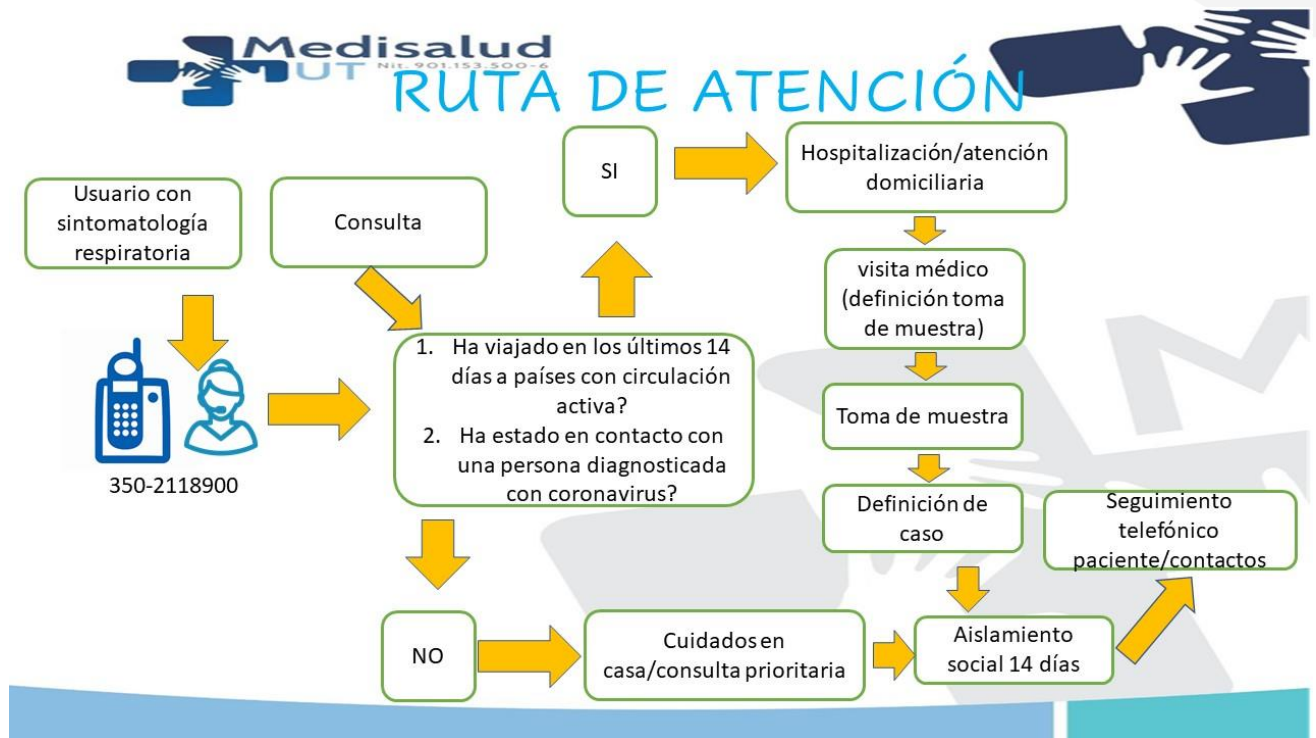 Medisalud
UT Nit. 901.153.500-6
RUTA DE ATENCIÓN
Usuario con
sintomatología
respiratoria
350-2118900
Consulta
1. Ha viajado en los últimos 14
días a países con circulación
activa?
2. Ha estado en contacto con
una persona diagnosticada
con coronavirus?
SI
Hospitalización/atención
domiciliaria
visita médico
(definición toma
de muestra)
Toma de muestra
Definición de
caso
NO
Cuidados en
casa/consulta prioritaria
Aislamiento
social 14 días
Seguimiento
telefónico
paciente/contactos